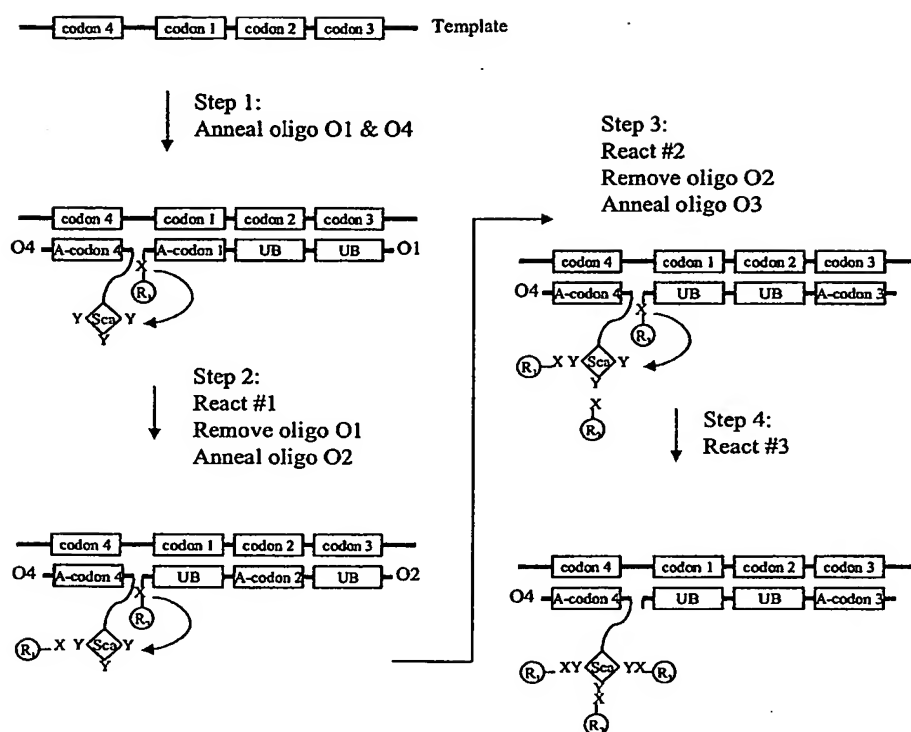 codon 4 codon 1 codon 2 codon 3 Template
Step 1:
Anneal oligo O1 & O4
codon 4 codon 1 codon 2 codon 3
O4 A-codon 4 A-codon 1 UB UB O1
X
R₁
Y Sca Y
Y
Step 2:
React #1
Remove oligo O1
Anneal oligo O2
codon 4 codon 1 codon 2 codon 3
O4 A-codon 4 UB A-codon 2 UB O2
X
R₂
R₁ X Y Sca Y
Y
Step 3:
React #2
Remove oligo O2
Anneal oligo O3
codon 4 codon 1 codon 2 codon 3
O4 A-codon 4 UB UB A-codon 3
X
R₃
R₁ X Y Sca Y
Y
X
R₂
Step 4:
React #3
codon 4 codon 1 codon 2 codon 3
O4 A-codon 4 UB UB A-codon 3
R₁ XY Sca YX R₃
Y
X
R₂